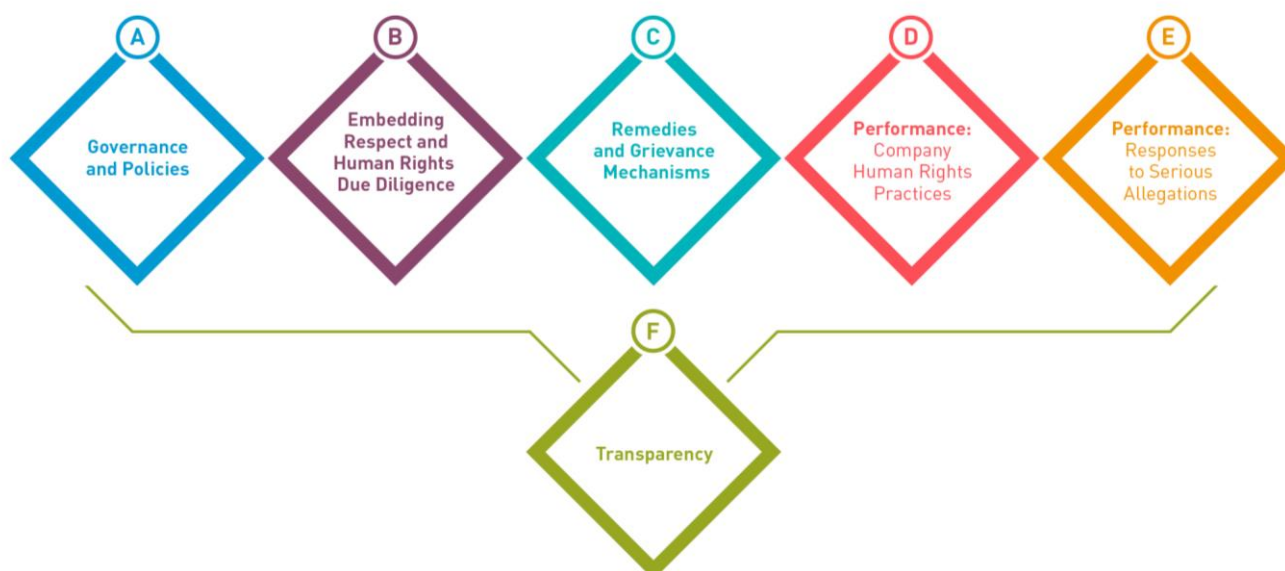 A
Governance
and Policies
B
Embedding
Respect and
Human Rights
Due Diligence
C
Remedies
and Grievance
Mechanisms
D
Performance:
Company
Human Rights
Practices
E
Performance:
Responses
to Serious
Allegations
F
Transparency